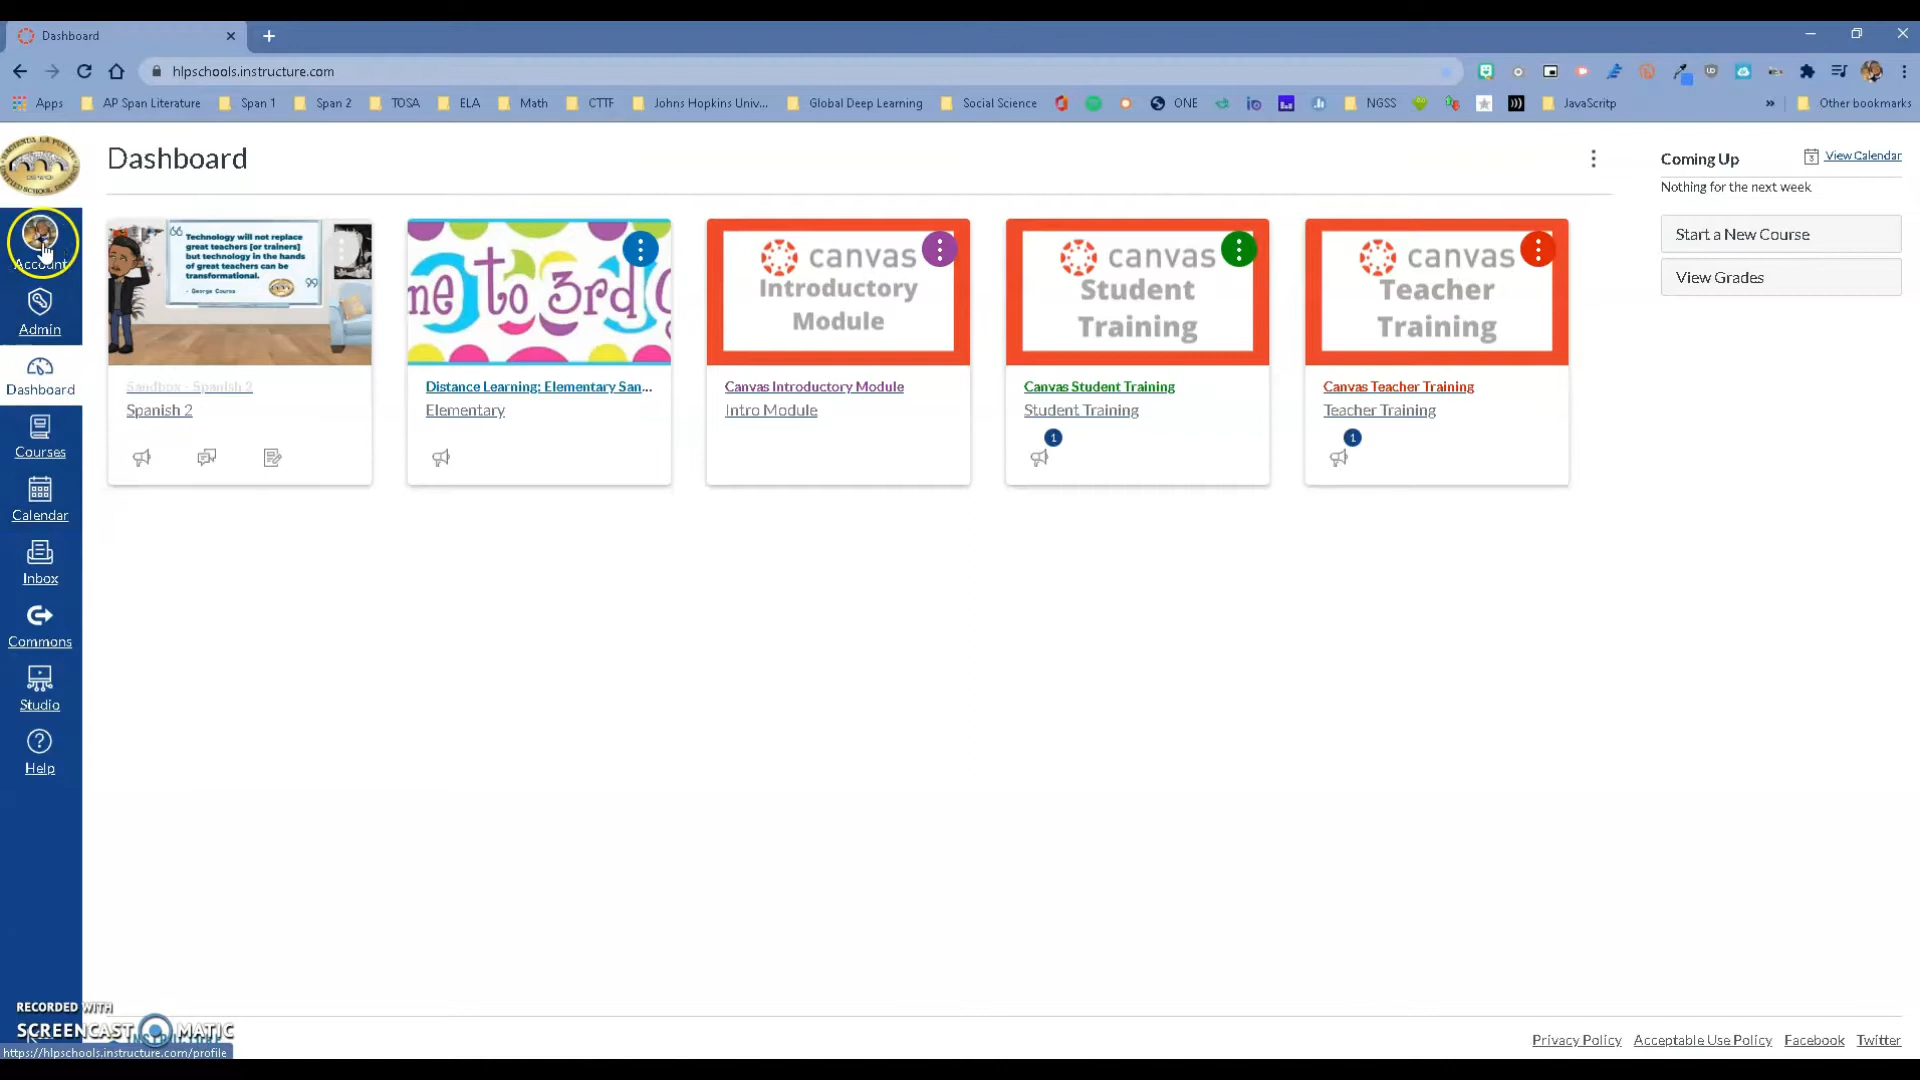 Dashboard
hlpschools.instructure.com
Apps AP Span Literature Span 1 Span 2 TOSA ELA Math CTTF Johns Hopkins Univ... Global Deep Learning Social Science ONE NGSS JavaScritp » Other bookmarks
Dashboard
Coming Up
View Calendar
Nothing for the next week
Start a New Course
View Grades
Account
Admin
Dashboard
Courses
Calendar
Inbox
Commons
Studio
Help
Technology will not replace
great teachers [or trainers]
but technology in the hands
of great teachers can be
transformational.
- George Couros
Sandbox - Spanish 2
Spanish 2
me to 3rd G
Distance Learning: Elementary San...
Elementary
canvas
Introductory
Module
Canvas Introductory Module
Intro Module
canvas
Student
Training
Canvas Student Training
Student Training
1
canvas
Teacher
Training
Canvas Teacher Training
Teacher Training
1
RECORDED WITH
SCREENCAST MATIC
https://hlpschools.instructure.com/profile
Privacy Policy Acceptable Use Policy Facebook Twitter